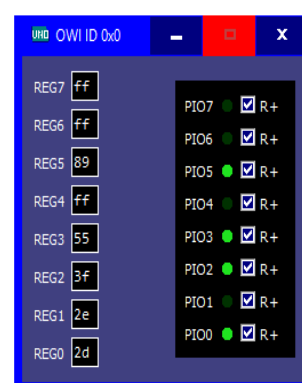 UNO OWI ID 0x0
REG7 ff
REG6 ff
REG5 89
REG4 ff
REG3 55
REG2 3f
REG1 2e
REG0 2d
PIO7 R+
PIO6 R+
PIO5 R+
PIO4 R+
PIO3 R+
PIO2 R+
PIO1 R+
PIO0 R+